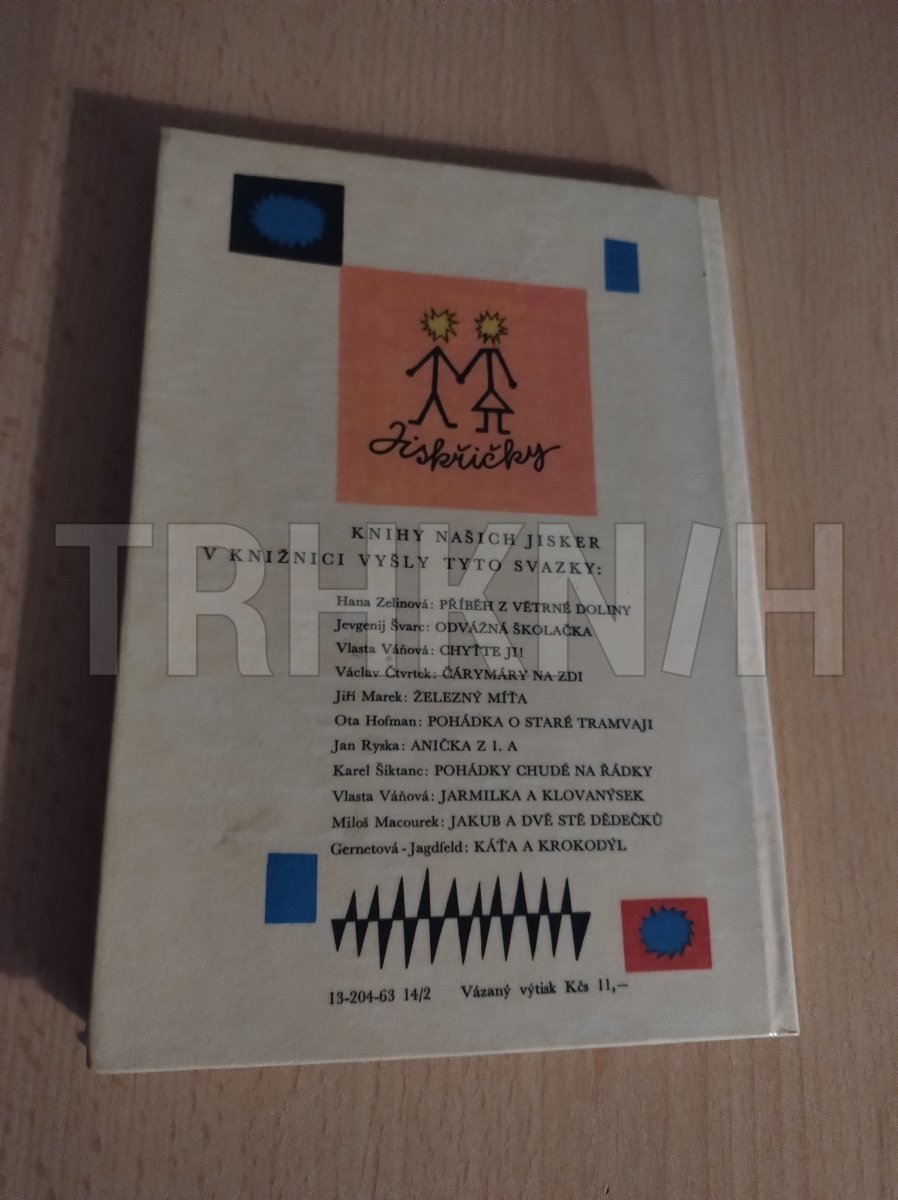 Jiskřičky
KNIHY NAŠICH JISKER
V KNIŽNICI VYŠLY TYTO SVAZKY:
TRHKNIH
Hana Zelinová: PŘÍBĚH Z VĚTRNÉ DOLINY
Jevgenij Švarc: ODVÁŽNÁ ŠKOLAČKA
Vlasta Váňová: CHYŤTE JI!
Václav Čtvrtek: ČÁRYMÁRY NA ZDI
Jiří Marek: ŽELEZNÝ MÍŤA
Ota Hofman: POHÁDKA O STARÉ TRAMVAJI
Jan Ryska: ANIČKA Z 1. A
Karel Šiktanc: POHÁDKY CHUDÉ NA ŘÁDKY
Vlasta Váňová: JARMILKA A KLOVANÝSEK
Miloš Macourek: JAKUB A DVĚ STĚ DĚDEČKŮ
Gernetová-Jagdfeld: KÁŤA A KROKODÝL
13-204-63 14/2 Vázaný výtisk Kčs 11,—